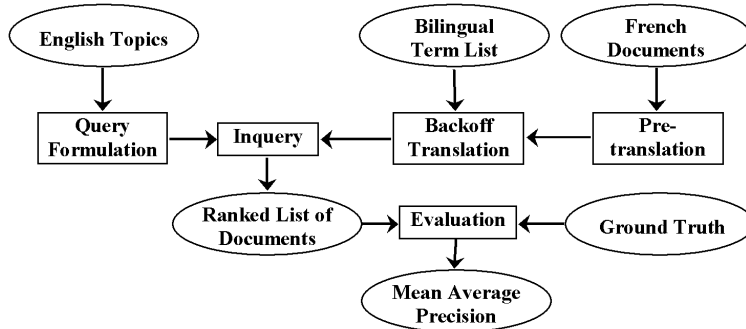 English Topics
Bilingual
Term List
French
Documents
Query
Formulation
Inquery
Backoff
Translation
Pre-
translation
Ranked List of
Documents
Evaluation
Ground Truth
Mean Average
Precision